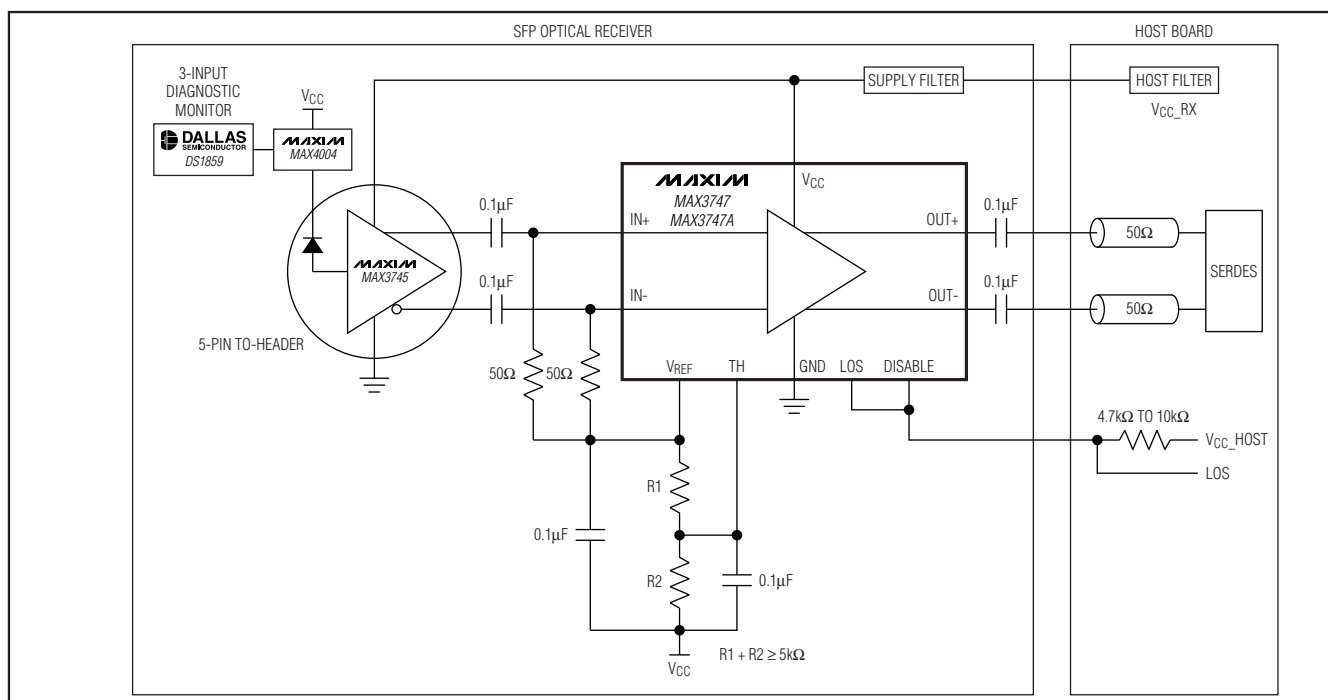 SFP OPTICAL RECEIVER
HOST BOARD
3-INPUT
DIAGNOSTIC
MONITOR
VCC
DALLAS
SEMICONDUCTOR
DS1859
MAXIM
MAX4004
SUPPLY FILTER
HOST FILTER
VCC_RX
MAXIM
MAX3747
MAX3747A
VCC
0.1µF
IN+
OUT+
0.1µF
50Ω
MAXIM
MAX3745
SERDES
0.1µF
IN-
OUT-
0.1µF
50Ω
5-PIN TO-HEADER
50Ω
50Ω
VREF
TH
GND
LOS
DISABLE
4.7kΩ TO 10kΩ
VCC_HOST
LOS
R1
0.1µF
R2
0.1µF
VCC
R1 + R2 ≥ 5kΩ